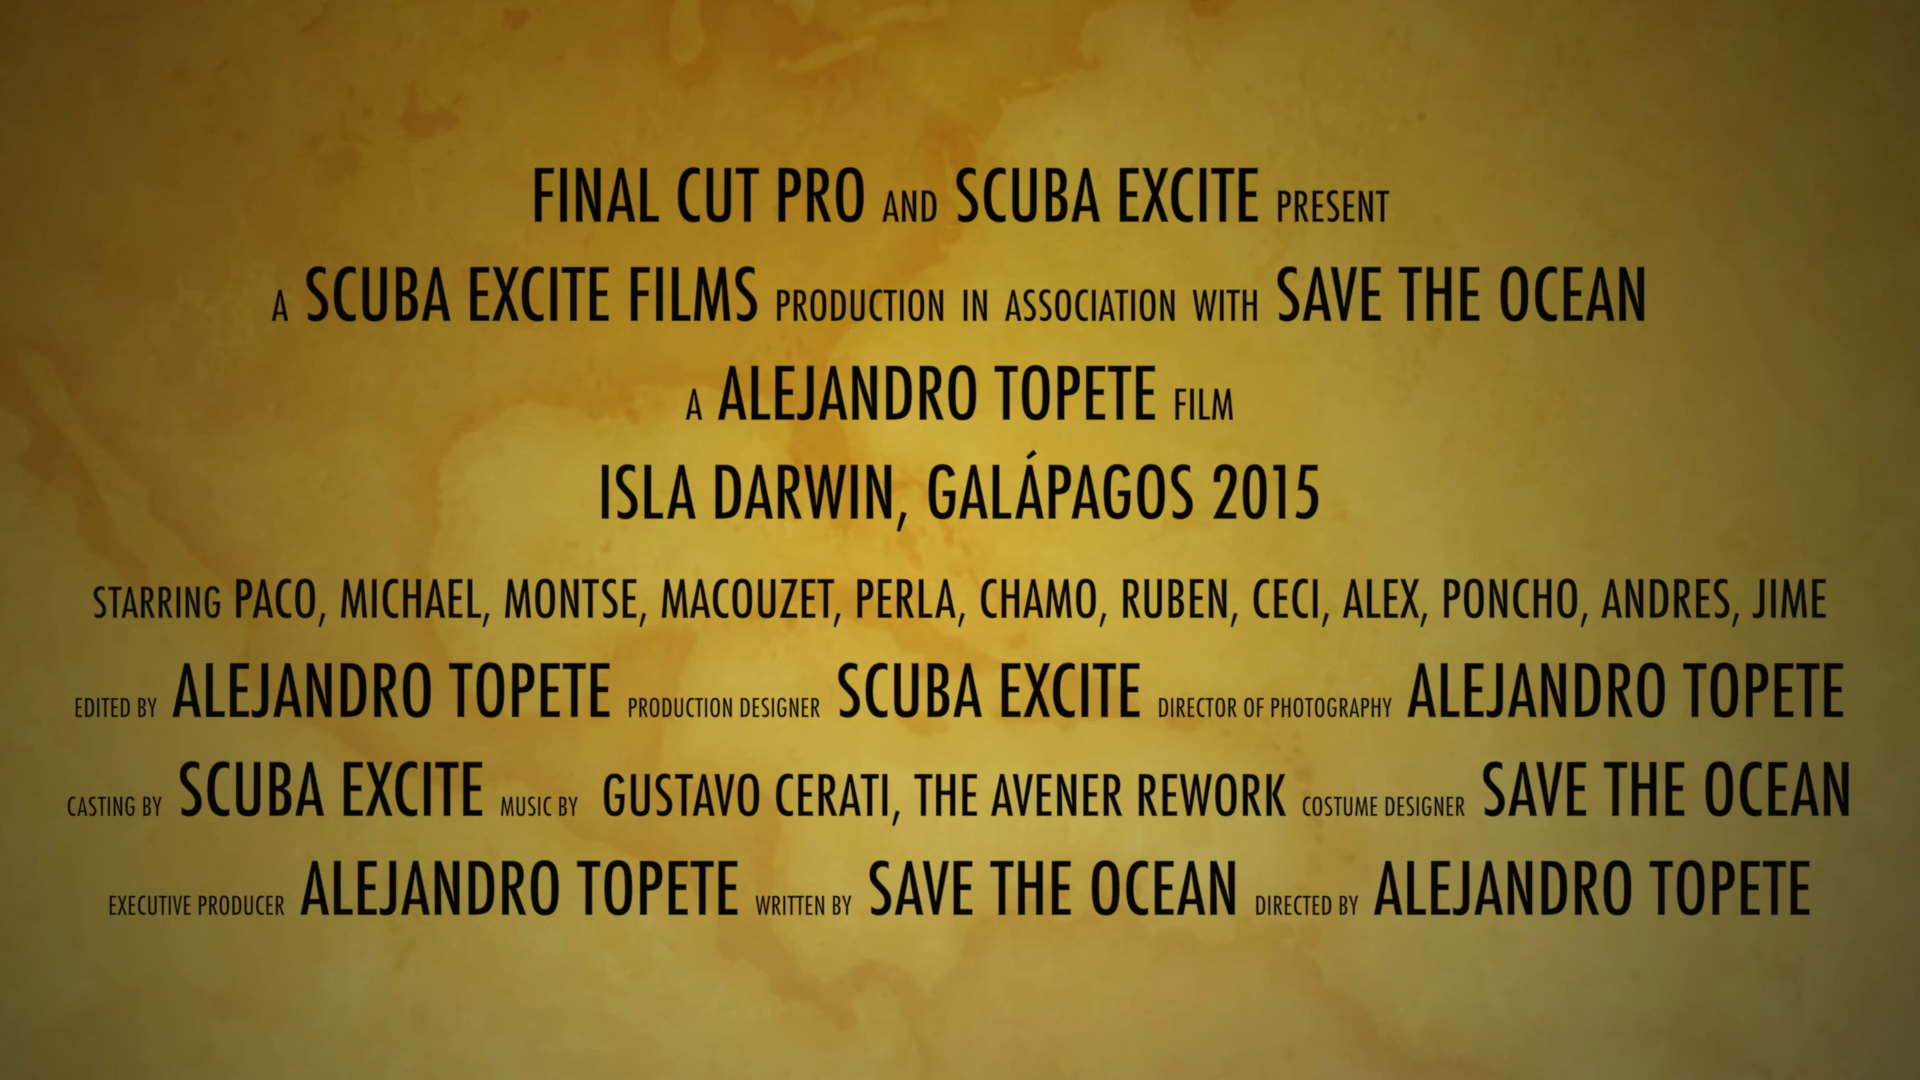 FINAL CUT PRO AND SCUBA EXCITE PRESENT
A SCUBA EXCITE FILMS PRODUCTION IN ASSOCIATION WITH SAVE THE OCEAN
A ALEJANDRO TOPETE FILM
ISLA DARWIN, GALÁPAGOS 2015
STARRING PACO, MICHAEL, MONTSE, MACOUZET, PERLA, CHAMO, RUBEN, CECI, ALEX, PONCHO, ANDRES, JIME
EDITED BY ALEJANDRO TOPETE PRODUCTION DESIGNER SCUBA EXCITE DIRECTOR OF PHOTOGRAPHY ALEJANDRO TOPETE
CASTING BY SCUBA EXCITE MUSIC BY GUSTAVO CERATI, THE AVENER REWORK COSTUME DESIGNER SAVE THE OCEAN
EXECUTIVE PRODUCER ALEJANDRO TOPETE WRITTEN BY SAVE THE OCEAN DIRECTED BY ALEJANDRO TOPETE